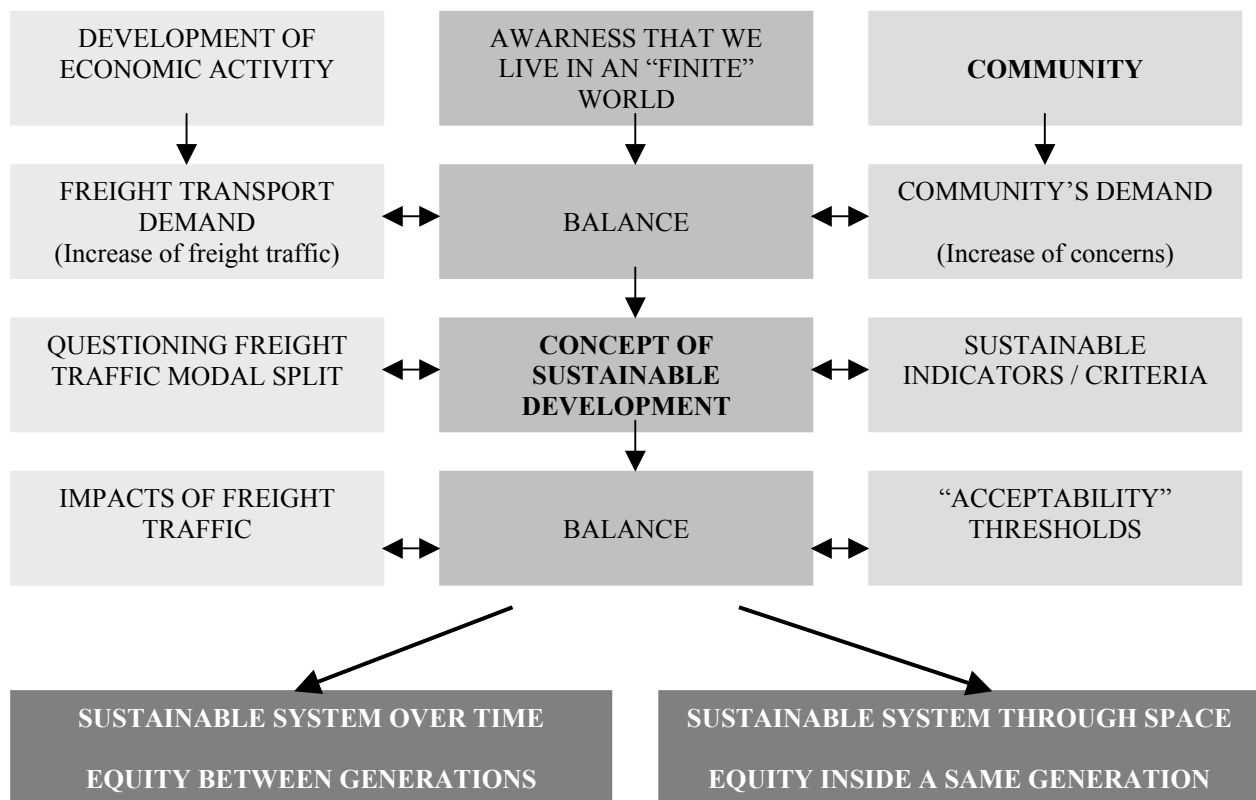 DEVELOPMENT OF
ECONOMIC ACTIVITY
AWARNESS THAT WE
LIVE IN AN “FINITE”
WORLD
COMMUNITY
FREIGHT TRANSPORT
DEMAND
(Increase of freight traffic)
BALANCE
COMMUNITY’S DEMAND
(Increase of concerns)
QUESTIONING FREIGHT
TRAFFIC MODAL SPLIT
CONCEPT OF
SUSTAINABLE
DEVELOPMENT
SUSTAINABLE
INDICATORS / CRITERIA
IMPACTS OF FREIGHT
TRAFFIC
BALANCE
“ACCEPTABILITY”
THRESHOLDS
SUSTAINABLE SYSTEM OVER TIME
EQUITY BETWEEN GENERATIONS
SUSTAINABLE SYSTEM THROUGH SPACE
EQUITY INSIDE A SAME GENERATION